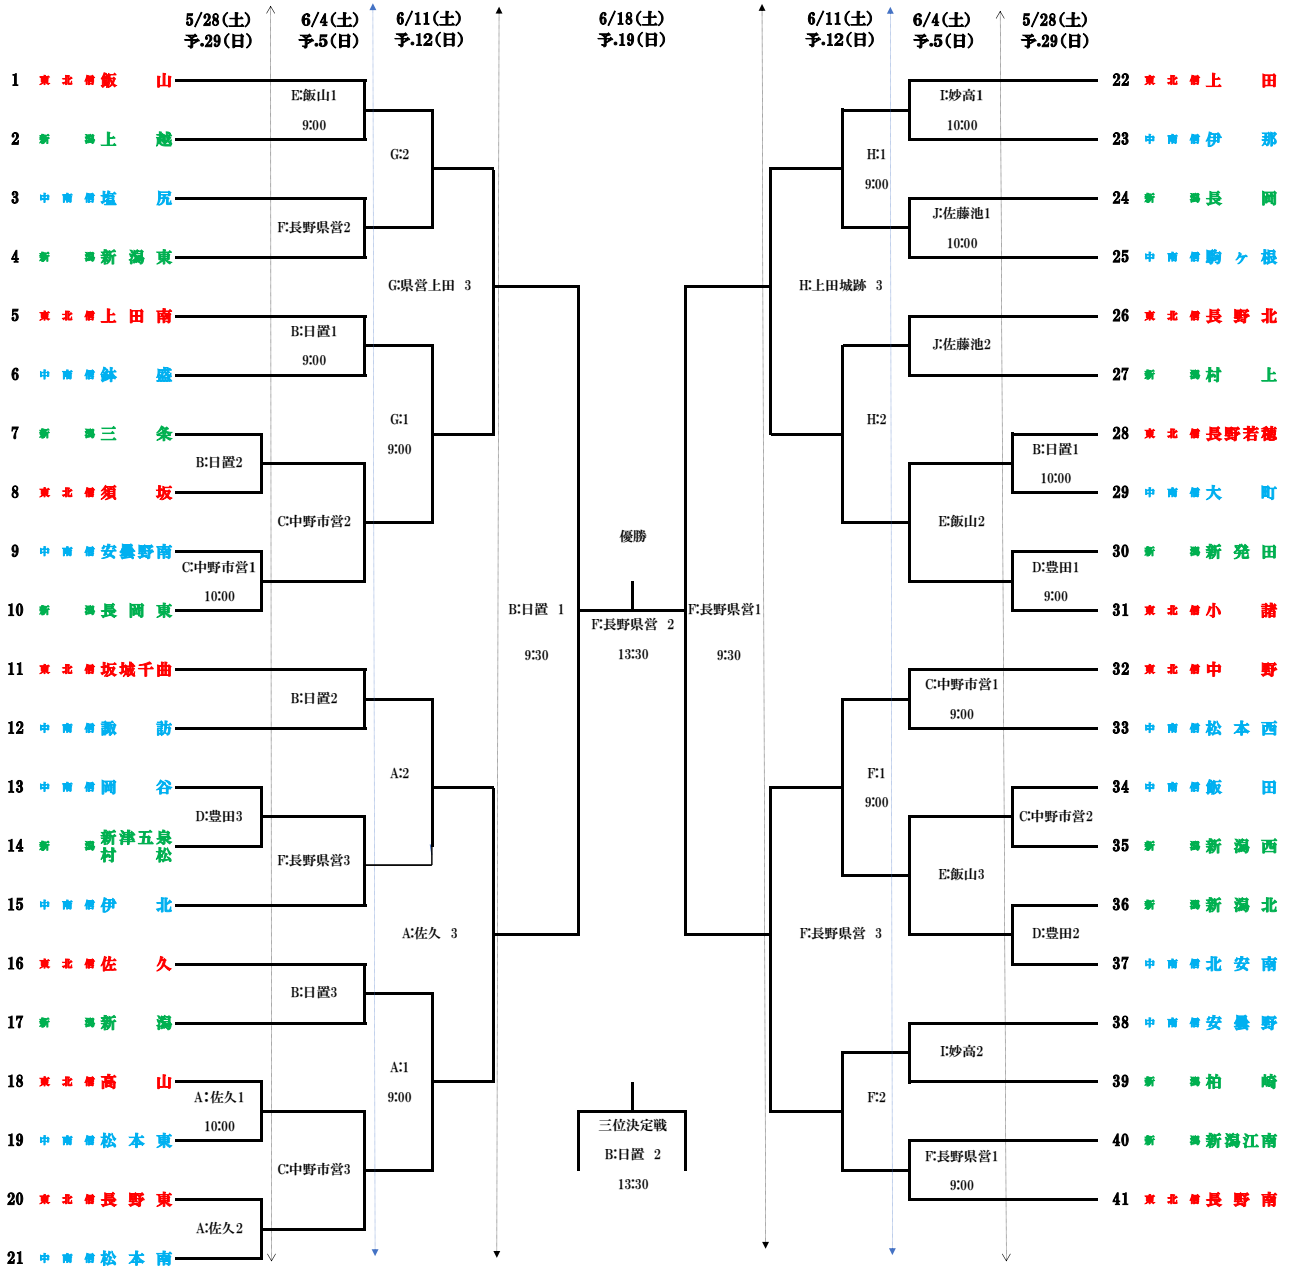 5/28(土) 6/4(土) 6/11(土) 6/18(土) 6/11(土) 6/4(土) 5/28(土)
予.29(日) 予.5(日) 予.12(日) 予.19(日) 予.12(日) 予.5(日) 予.29(日)
1 東北信 飯山
2 新潟 上越
3 中南信 塩尻
4 新潟 新潟東
5 東北信 上田南
6 中南信 鉢盛
7 新潟 三条
8 東北信 須坂
9 中南信 安曇野南
10 新潟 長岡東
11 東北信 坂城千曲
12 中南信 諏訪
13 中南信 岡谷
14 新潟 新津五泉
村松
15 中南信 伊北
16 東北信 佐久
17 新潟 新潟
18 東北信 高山
19 中南信 松本東
20 東北信 長野東
21 中南信 松本南
B:日置2
C:中野市営1
10:00
D:豊田3
A:佐久1
10:00
A:佐久2
E:飯山1
9:00
F:長野県営2
B:日置1
9:00
C:中野市営2
B:日置2
F:長野県営3
B:日置3
C:中野市営3
G:2
G:県営上田 3
G:1
9:00
A:2
A:佐久 3
A:1
9:00
B:日置 1
9:30
優勝
F:長野県営 2
13:30
三位決定戦
B:日置 2
13:30
F:長野県営1
9:30
H:1
9:00
H:上田城跡 3
H:2
F:1
9:00
F:長野県営 3
F:2
I:妙高1
10:00
J:佐藤池1
10:00
J:佐藤池2
E:飯山2
C:中野市営1
9:00
E:飯山3
I:妙高2
F:長野県営1
9:00
B:日置1
10:00
D:豊田1
9:00
C:中野市営2
D:豊田2
22 東北信 上田
23 中南信 伊那
24 新潟 長岡
25 中南信 駒ヶ根
26 東北信 長野北
27 新潟 村上
28 東北信 長野若穂
29 中南信 大町
30 新潟 新発田
31 東北信 小諸
32 東北信 中野
33 中南信 松本西
34 中南信 飯田
35 新潟 新潟西
36 新潟 新潟北
37 中南信 北安南
38 中南信 安曇野
39 新潟 柏崎
40 新潟 新潟江南
41 東北信 長野南